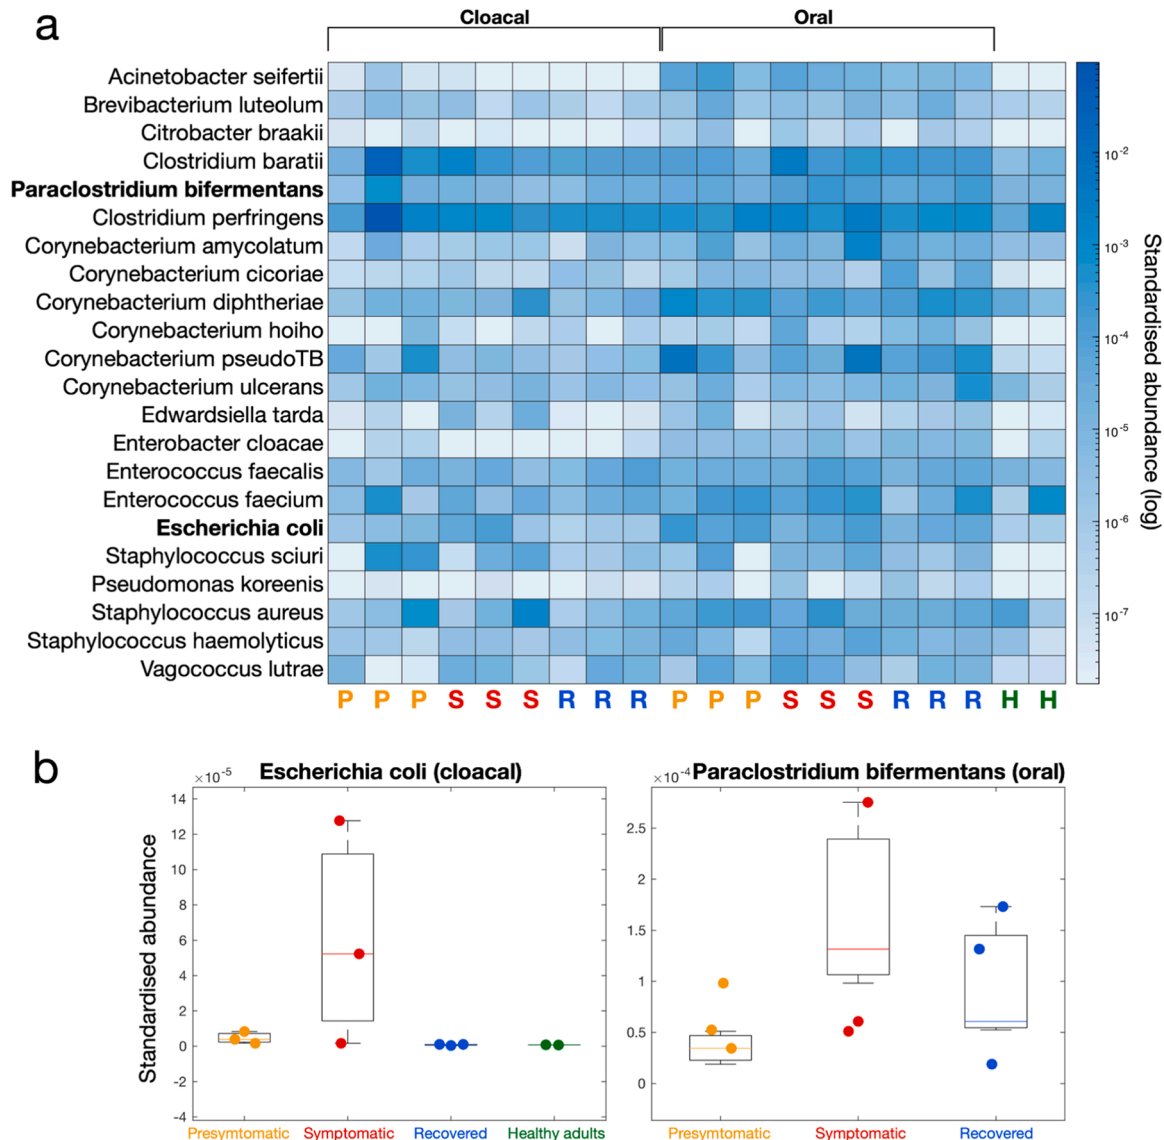 a
Cloacal
Oral
Acinetobacter seifertii
Brevibacterium luteolum
Citrobacter braakii
Clostridium baratii
Paraclostridium bifermentans
Clostridium perfringens
Corynebacterium amycolatum
Corynebacterium cicoriae
Corynebacterium diphtheriae
Corynebacterium hoiho
Corynebacterium pseudoTB
Corynebacterium ulcerans
Edwardsiella tarda
Enterobacter cloacae
Enterococcus faecalis
Enterococcus faecium
Escherichia coli
Staphylococcus sciuri
Pseudomonas koreenis
Staphylococcus aureus
Staphylococcus haemolyticus
Vagococcus lutrae
P P P S S S R R R P P P S S S R R R H H
10⁻²
10⁻³
10⁻⁴
10⁻⁵
10⁻⁶
10⁻⁷
Standardised abundance (log)
b
×10⁻⁵ Escherichia coli (cloacal)
14
12
10
8
6
4
2
0
-2
-4
Standardised abundance
Presymtomatic Symptomatic Recovered Healthy adults
×10⁻⁴ Paraclostridium bifermentans (oral)
2.5
2
1.5
1
0.5
0
Presymtomatic Symptomatic Recovered